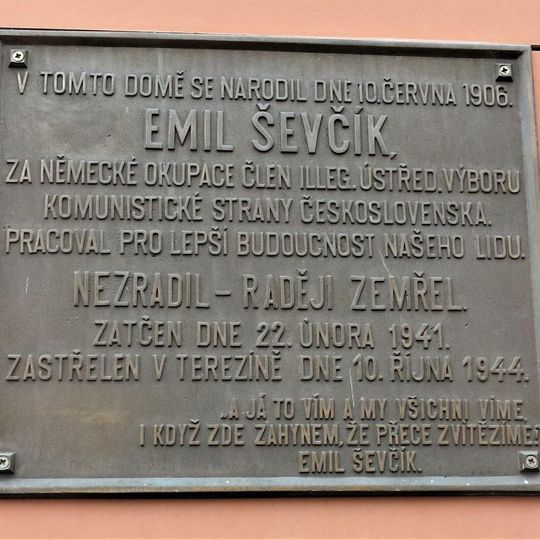 V TOMTO DOMĚ SE NARODIL DNE 10. ČERVNA 1906.
EMIL ŠEVČÍK,
ZA NĚMECKÉ OKUPACE ČLEN ILLEG. ÚSTŘED. VÝBORU
KOMUNISTICKÉ STRANY ČESKOSLOVENSKA.
PRACOVAL PRO LEPŠÍ BUDOUCNOST NAŠEHO LIDU.
NEZRADIL – RADĚJI ZEMŘEL.
ZATČEN DNE 22. ÚNORA 1941.
ZASTŘELEN V TEREZÍNĚ DNE 10. ŘÍJNA 1944.
„A JÁ TO VÍM A MY VŠICHNI VÍME
I KDYŽ ZDE ZAHYNEM, ŽE PŘECE ZVÍTĚZÍME."
EMIL ŠEVČÍK.